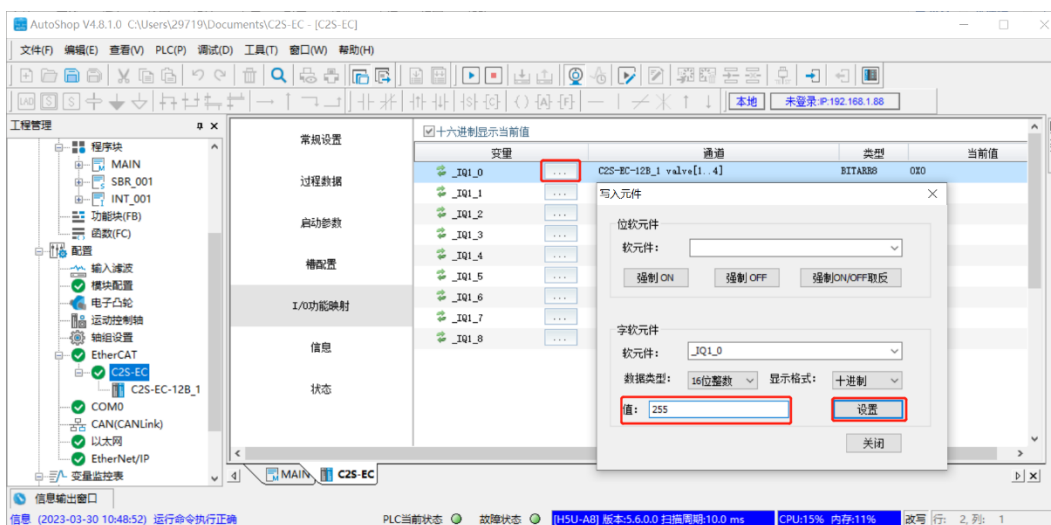 AutoShop V4.8.1.0 C:\Users\29719\Documents\C2S-EC - [C2S-EC]
文件(F) 编辑(E) 查看(V) PLC(P) 调试(D) 工具(T) 窗口(W) 帮助(H)
本地 未登录:IP:192.168.1.88
工程管理
程序块
MAIN
SBR_001
INT_001
功能块(FB)
函数(FC)
配置
输入滤波
模块配置
电子凸轮
运动控制轴
轴组设置
EtherCAT
C2S-EC
C2S-EC-12B_1
COM0
CAN(CANLink)
以太网
EtherNet/IP
变量监控表
常规设置
过程数据
启动参数
槽配置
I/O功能映射
信息
状态
十六进制显示当前值
变量 通道 类型 当前值
_IQ1_0 ... C2S-EC-12B_1 valve[1..4] BITARR8 0X0
_IQ1_1 ...
_IQ1_2 ...
_IQ1_3 ...
_IQ1_4 ...
_IQ1_5 ...
_IQ1_6 ...
_IQ1_7 ...
_IQ1_8 ...
写入元件
位软元件
软元件:
强制ON 强制OFF 强制ON/OFF取反
字软元件
软元件: _IQ1_0
数据类型: 16位整数 显示格式: 十进制
值: 255 设置
关闭
MAIN C2S-EC
信息输出窗口
信息 (2023-03-30 10:48:52) 运行命令执行正确 PLC当前状态 故障状态 [H5U-A8] 版本:5.6.0.0 扫描周期:10.0 ms CPU:15% 内存:11% 改写 行: 2, 列: 1